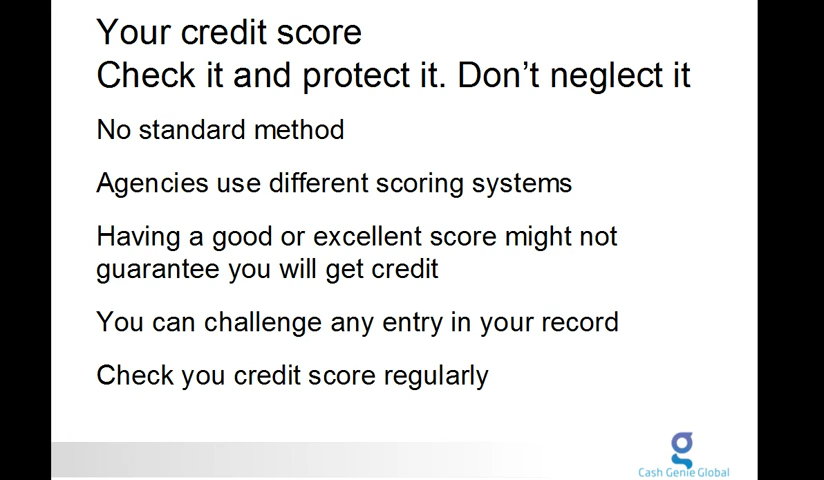 Your credit score
Check it and protect it. Don't neglect it
No standard method
Agencies use different scoring systems
Having a good or excellent score might not
guarantee you will get credit
You can challenge any entry in your record
Check you credit score regularly
Cash Genie Global